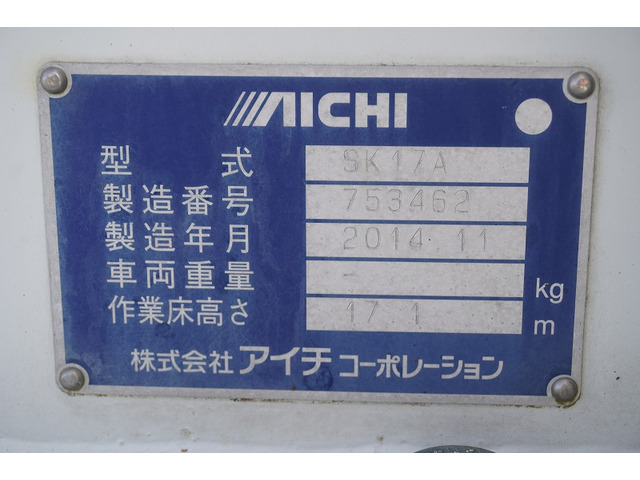 AICHI
型式 SK17A
製造番号 753462
製造年月 2014 11
車両重量 - kg
作業床高さ 17 1 m
株式会社 アイチ コーポレーション